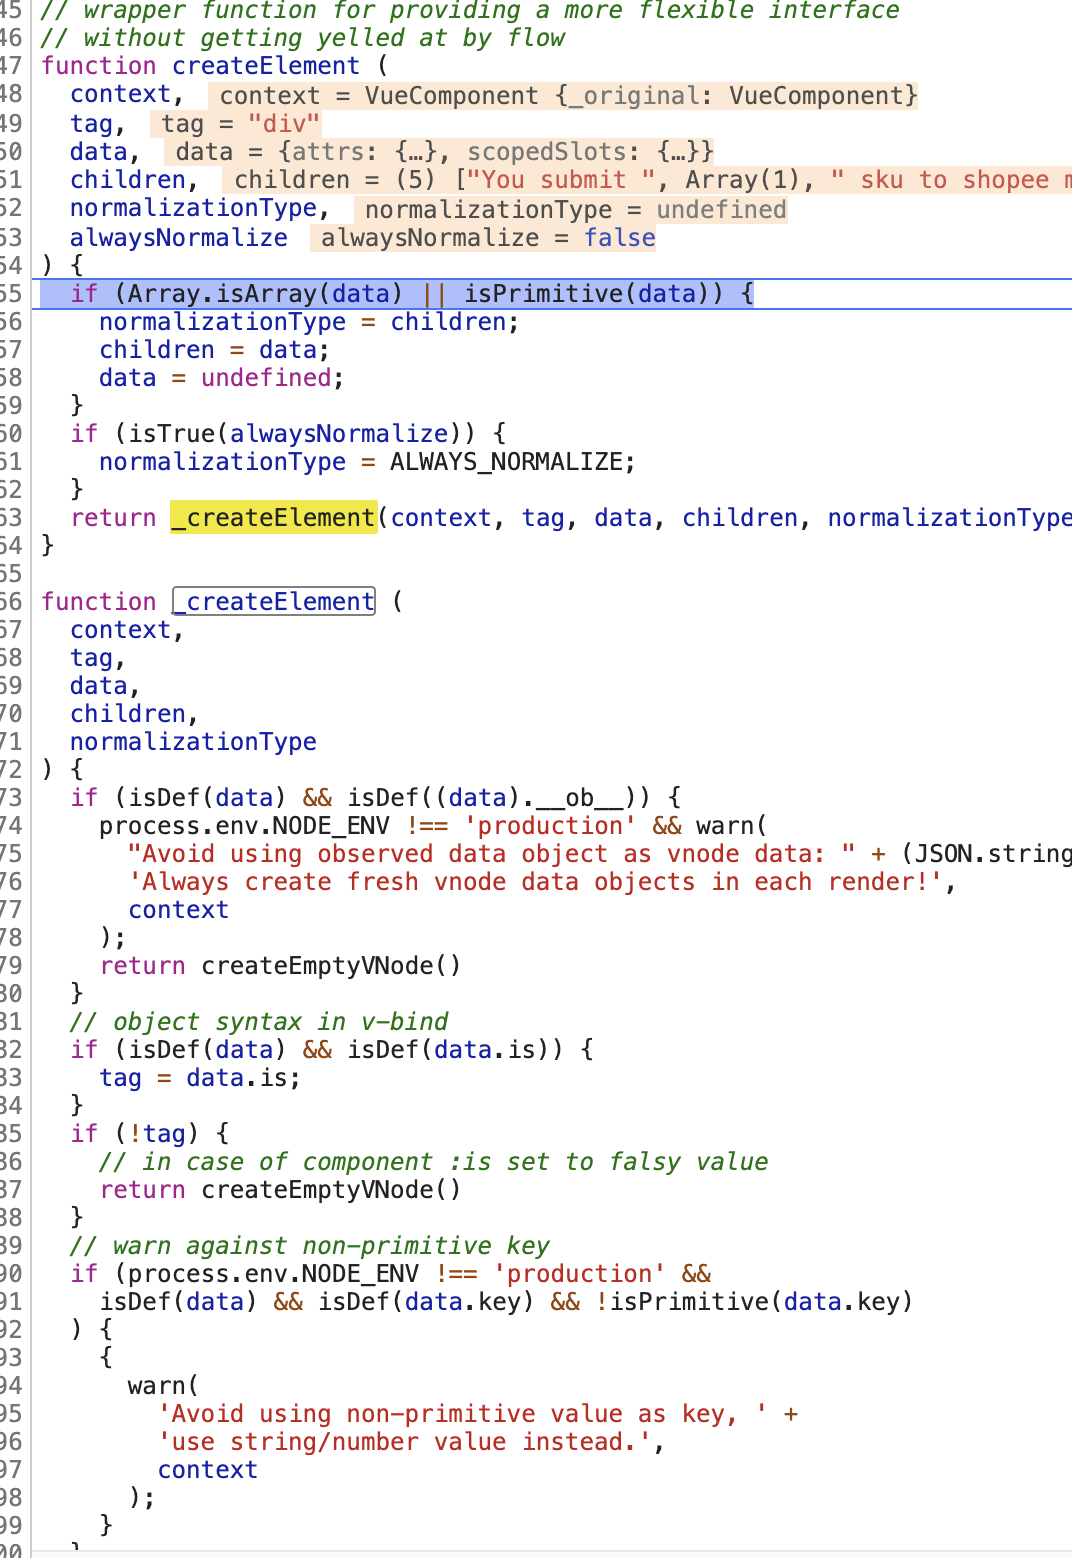 45 // wrapper function for providing a more flexible interface
46 // without getting yelled at by flow
47 function createElement (
48   context,  context = VueComponent {_original: VueComponent}
49   tag,  tag = "div"
50   data,  data = {attrs: {…}, scopedSlots: {…}}
51   children,  children = (5) ["You submit ", Array(1), " sku to shopee m
52   normalizationType,  normalizationType = undefined
53   alwaysNormalize  alwaysNormalize = false
54 ) {
55   if (Array.isArray(data) || isPrimitive(data)) {
56     normalizationType = children;
57     children = data;
58     data = undefined;
59   }
60   if (isTrue(alwaysNormalize)) {
61     normalizationType = ALWAYS_NORMALIZE;
62   }
63   return _createElement(context, tag, data, children, normalizationType
64 }
65
66 function _createElement (
67   context,
68   tag,
69   data,
70   children,
71   normalizationType
72 ) {
73   if (isDef(data) && isDef((data).__ob__)) {
74     process.env.NODE_ENV !== 'production' && warn(
75       "Avoid using observed data object as vnode data: " + (JSON.string
76       'Always create fresh vnode data objects in each render!',
77       context
78     );
79     return createEmptyVNode()
80   }
81   // object syntax in v-bind
82   if (isDef(data) && isDef(data.is)) {
83     tag = data.is;
84   }
85   if (!tag) {
86     // in case of component :is set to falsy value
87     return createEmptyVNode()
88   }
89   // warn against non-primitive key
90   if (process.env.NODE_ENV !== 'production' &&
91     isDef(data) && isDef(data.key) && !isPrimitive(data.key)
92   ) {
93     {
94       warn(
95         'Avoid using non-primitive value as key, ' +
96         'use string/number value instead.',
97         context
98       );
99     }
00   }